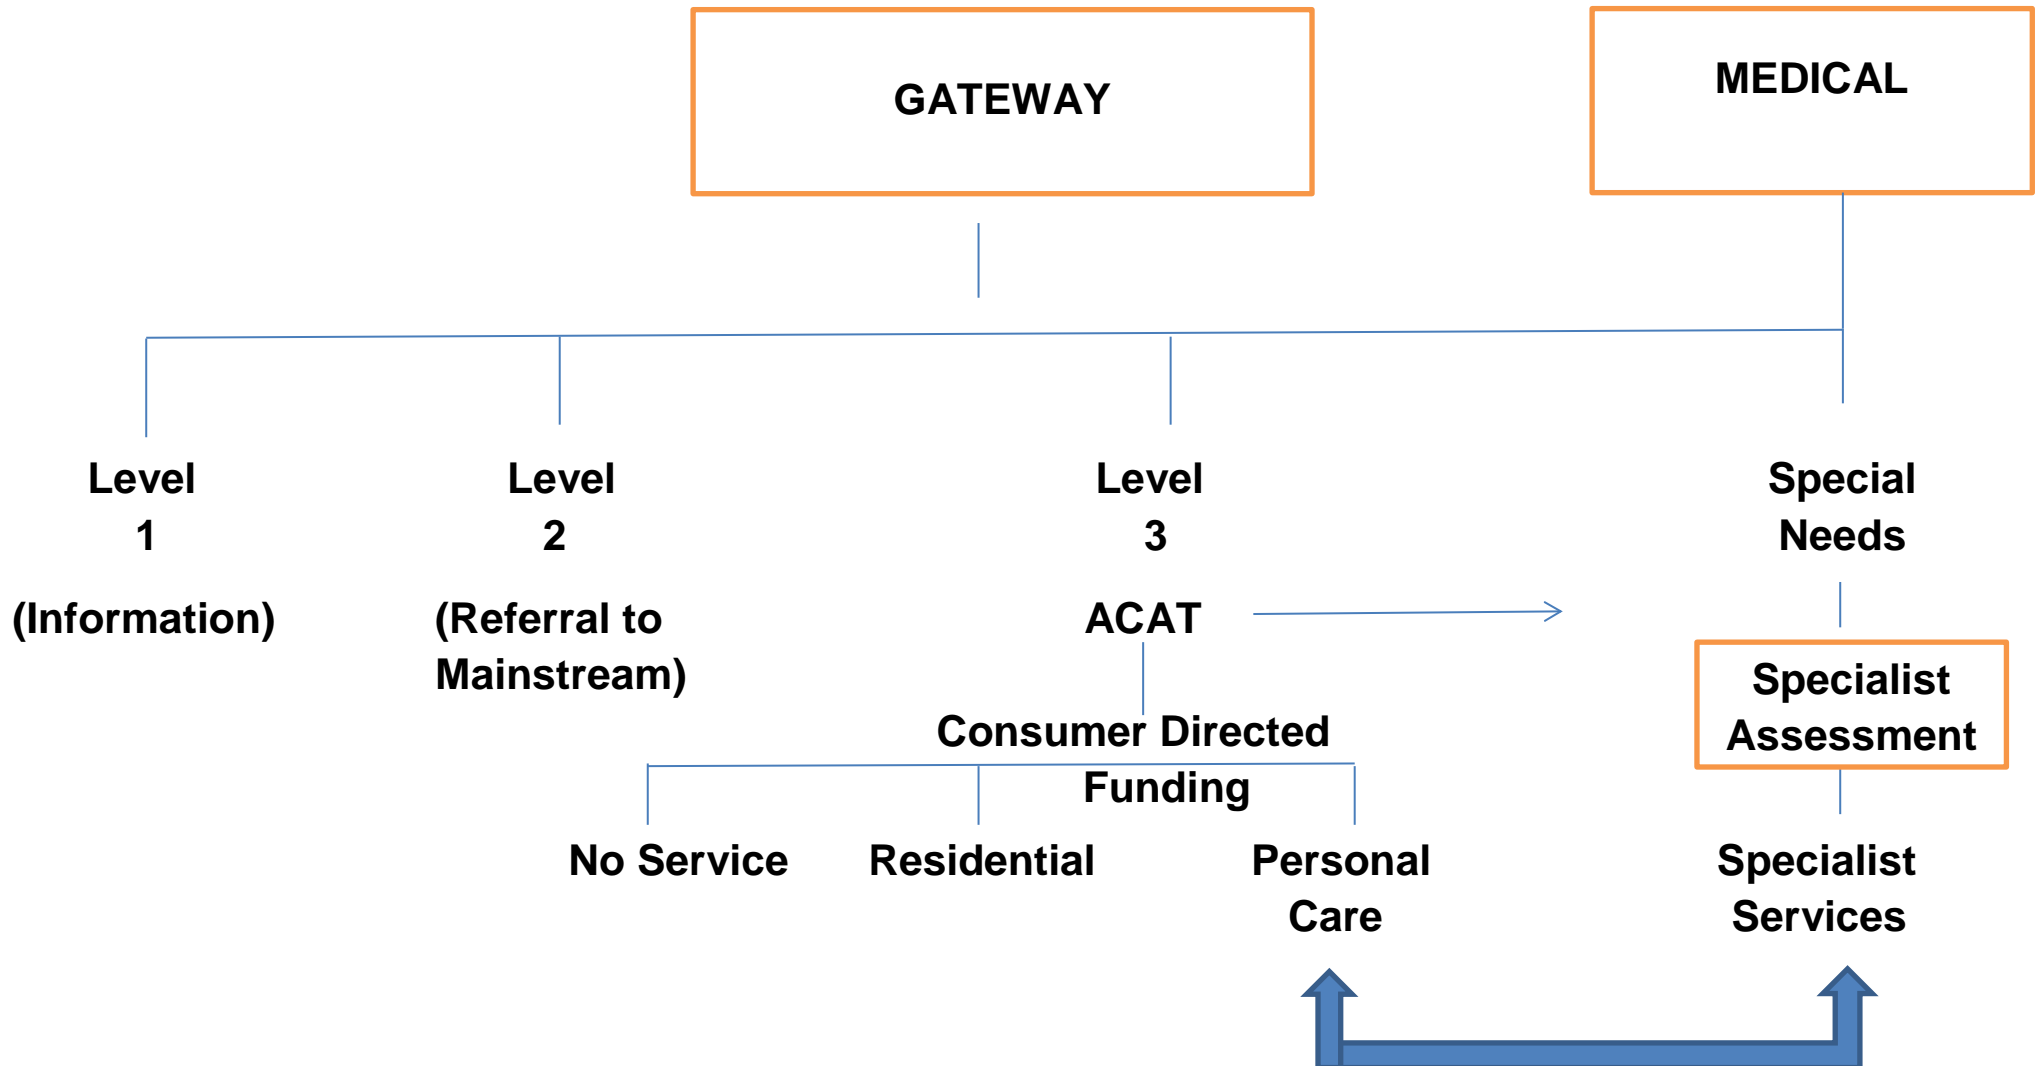 GATEWAY
MEDICAL
Level
1
(Information)
Level
2
(Referral to
Mainstream)
Level
3
ACAT
Special
Needs
Specialist
Assessment
Consumer Directed
Funding
No Service
Residential
Personal
Care
Specialist
Services